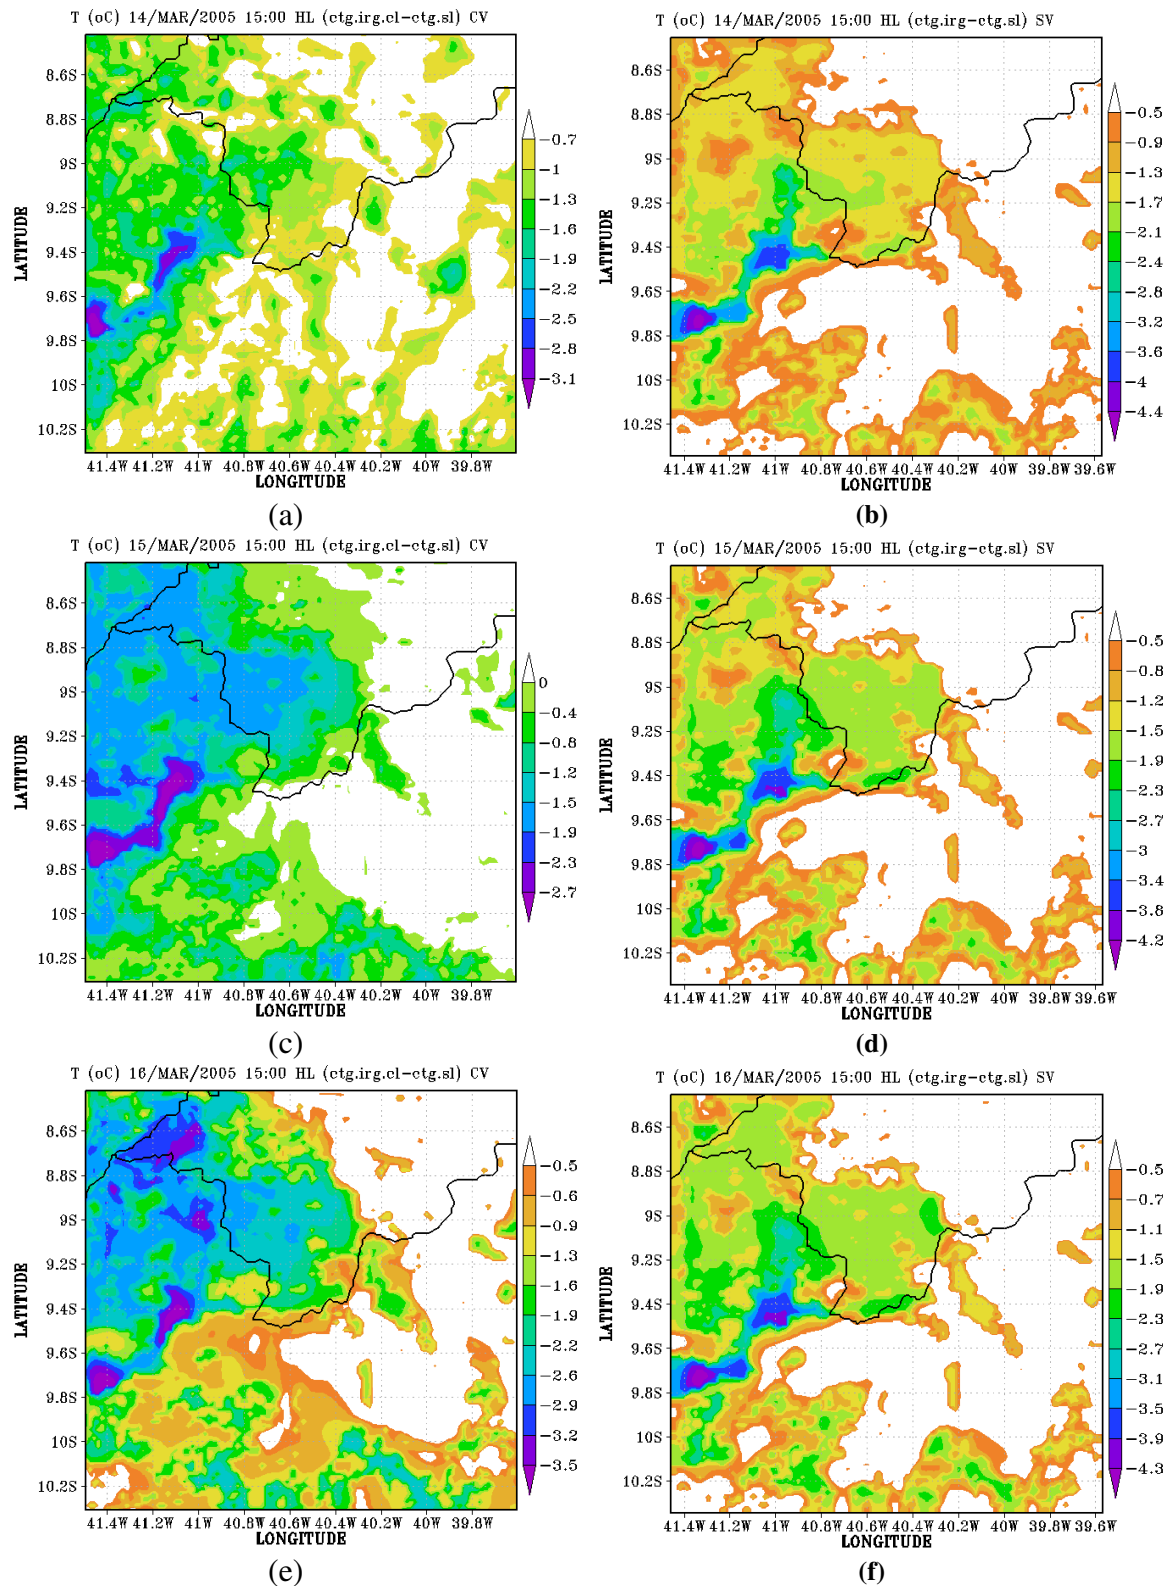 T (oC) 14/MAR/2005 15:00 HL (ctg.irg.cl-ctg.sl) CV
8.6S
8.8S
9S
9.2S
9.4S
9.6S
9.8S
10S
10.2S
LATITUDE
41.4W 41.2W 41W 40.8W 40.6W 40.4W 40.2W 40W 39.8W
LONGITUDE
-0.7
-1
-1.3
-1.6
-1.9
-2.2
-2.5
-2.8
-3.1
(a)
T (oC) 14/MAR/2005 15:00 HL (ctg.irg-ctg.sl) SV
8.6S
8.8S
9S
9.2S
9.4S
9.6S
9.8S
10S
10.2S
LATITUDE
41.4W 41.2W 41W 40.8W 40.6W 40.4W 40.2W 40W 39.8W 39.6W
LONGITUDE
-0.5
-0.9
-1.3
-1.7
-2.1
-2.4
-2.8
-3.2
-3.6
-4
-4.4
(b)
T (oC) 15/MAR/2005 15:00 HL (ctg.irg.cl-ctg.sl) CV
8.6S
8.8S
9S
9.2S
9.4S
9.6S
9.8S
10S
10.2S
LATITUDE
41.4W 41.2W 41W 40.8W 40.6W 40.4W 40.2W 40W 39.8W
LONGITUDE
0
-0.4
-0.8
-1.2
-1.5
-1.9
-2.3
-2.7
(c)
T (oC) 15/MAR/2005 15:00 HL (ctg.irg-ctg.sl) SV
8.6S
8.8S
9S
9.2S
9.4S
9.6S
9.8S
10S
10.2S
LATITUDE
41.4W 41.2W 41W 40.8W 40.6W 40.4W 40.2W 40W 39.8W 39.6W
LONGITUDE
-0.5
-0.8
-1.2
-1.6
-1.9
-2.3
-2.7
-3
-3.4
-3.8
-4.2
(d)
T (oC) 16/MAR/2005 15:00 HL (ctg.irg.cl-ctg.sl) CV
8.6S
8.8S
9S
9.2S
9.4S
9.6S
9.8S
10S
10.2S
LATITUDE
41.4W 41.2W 41W 40.8W 40.6W 40.4W 40.2W 40W 39.8W
LONGITUDE
-0.5
-0.6
-0.9
-1.3
-1.6
-1.9
-2.3
-2.6
-2.9
-3.2
-3.5
(e)
T (oC) 16/MAR/2005 15:00 HL (ctg.irg-ctg.sl) SV
8.6S
8.8S
9S
9.2S
9.4S
9.6S
9.8S
10S
10.2S
LATITUDE
41.4W 41.2W 41W 40.8W 40.6W 40.4W 40.2W 40W 39.8W 39.6W
LONGITUDE
-0.5
-0.7
-1.1
-1.5
-1.9
-2.3
-2.7
-3.1
-3.5
-3.9
-4.3
(f)